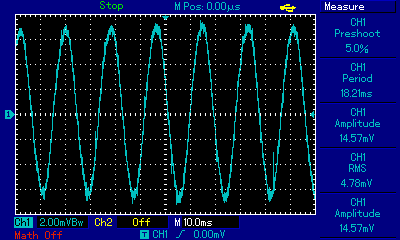 Stop M Pos: 0.00µs Measure
CH1
Preshoot
5.0%
CH1
Period
18.21ms
CH1
Amplitude
14.57mV
CH1
RMS
4.78mV
CH1
Amplitude
14.57mV
1
Ch1 2.00mVBw Ch2 Off M 10.0ms
Math Off T CH1 0.00mV